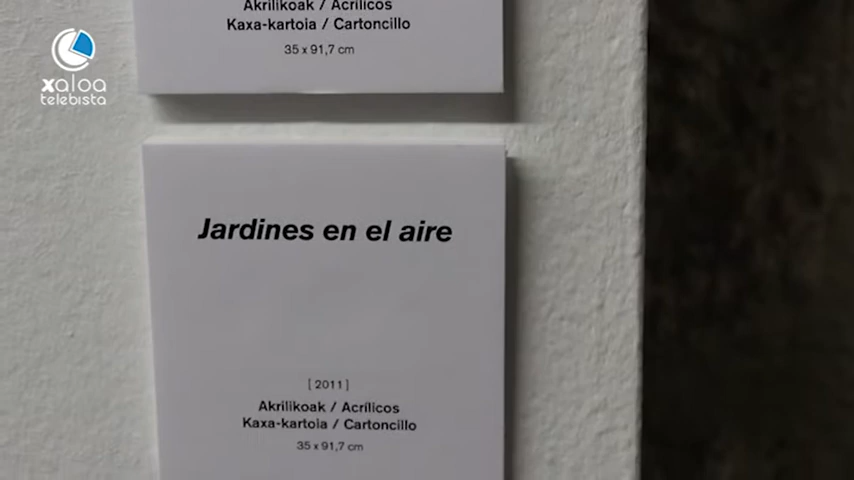 Akrilikoak / Acrílicos
Kaxa-kartoia / Cartoncillo
35 x 91,7 cm
xaloa
telebista
Jardines en el aire
[ 2011 ]
Akrilikoak / Acrílicos
Kaxa-kartoia / Cartoncillo
35 x 91,7 cm